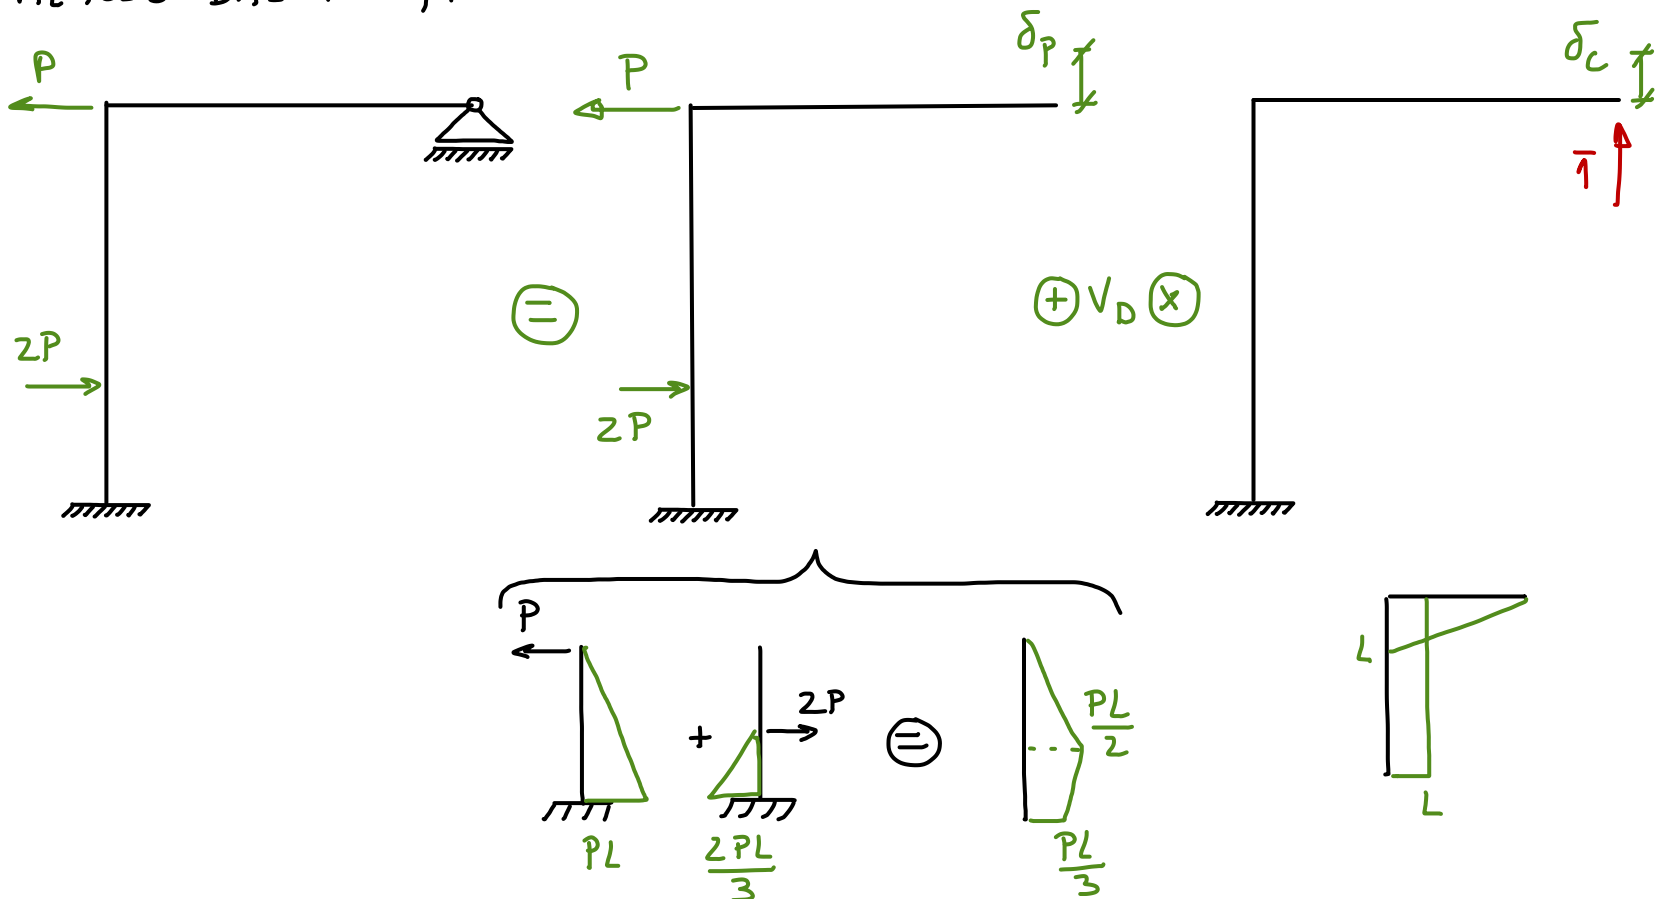 P
P
δP
δC
1̄
2P
=
+ VD ×
2P
P
+
2P
=
PL/2
L
PL
2PL/3
PL/3
L